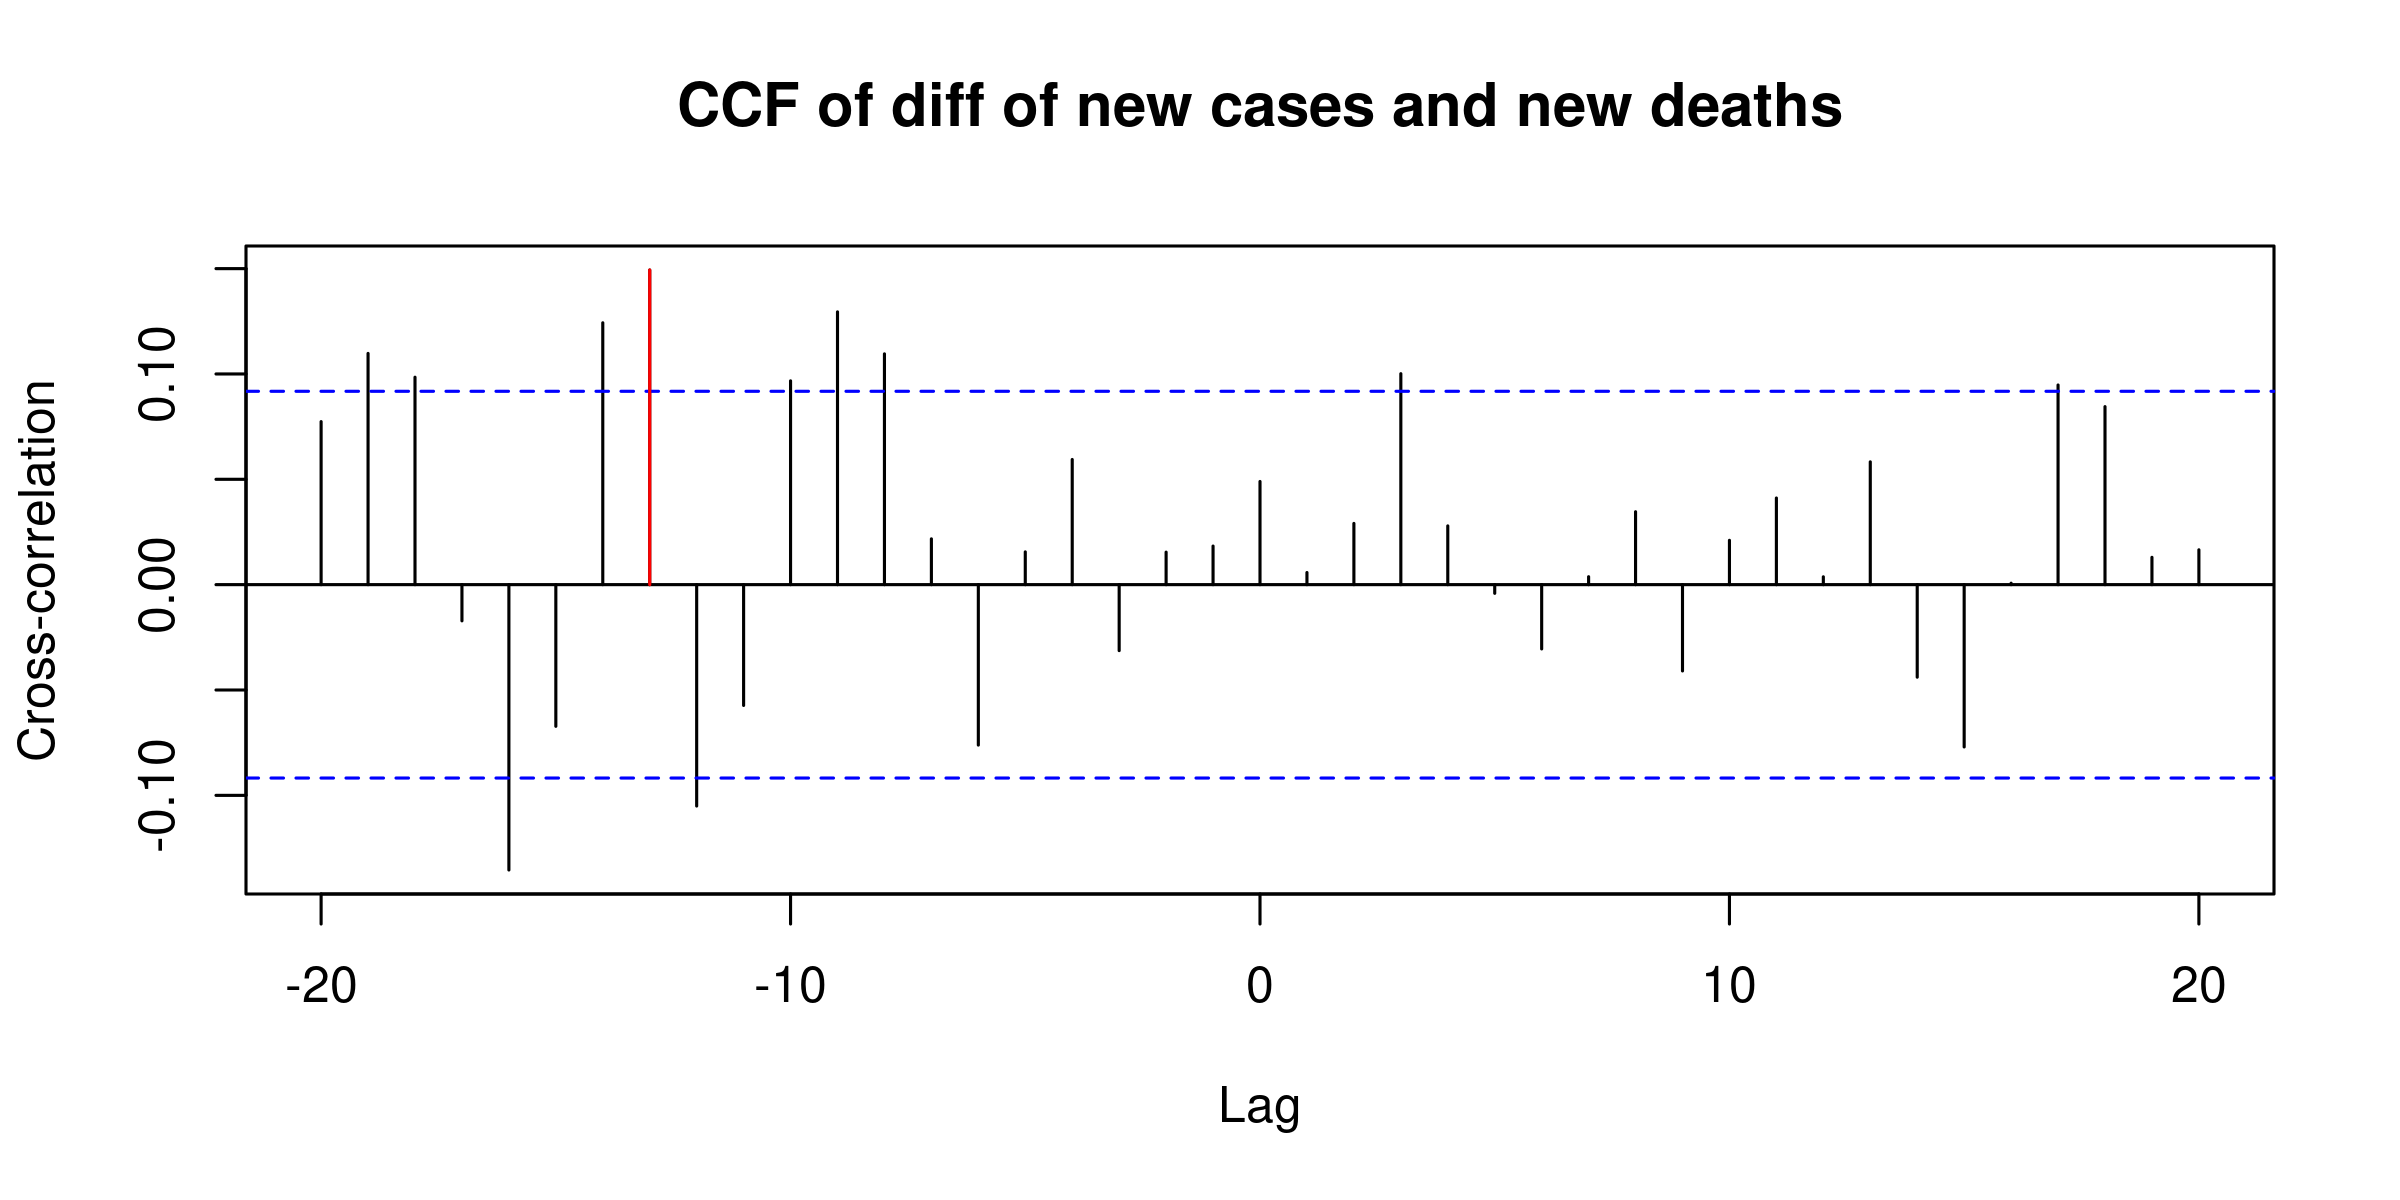 CCF of diff of new cases and new deaths
Cross-correlation
0.10
0.00
-0.10
-20 -10 0 10 20
Lag